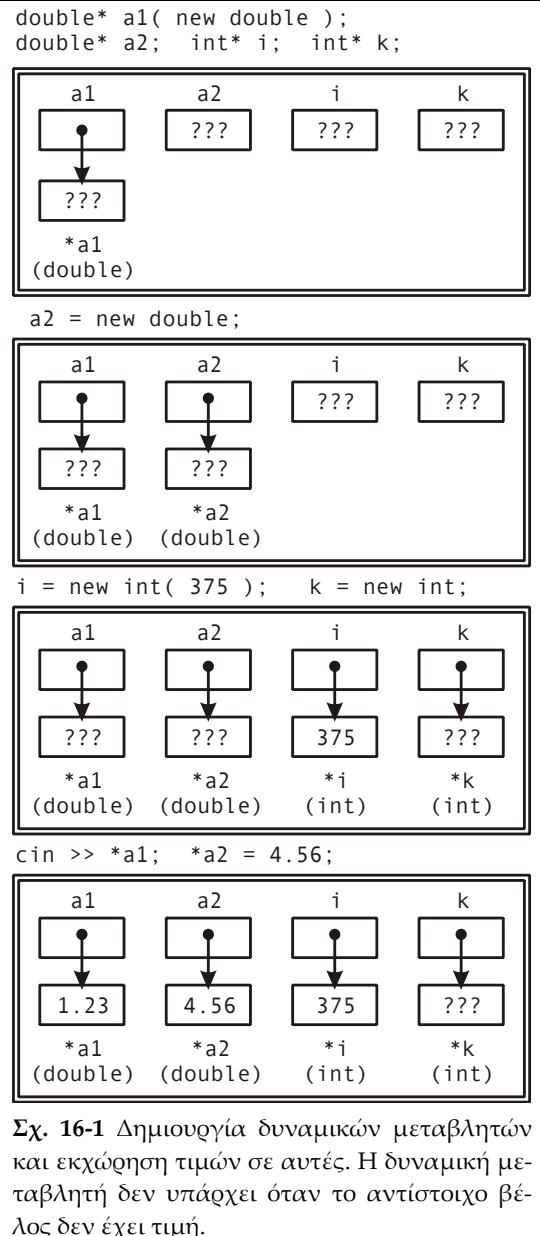 double* a1( new double );
double* a2;  int* i;  int* k;
a1 a2 i k
??? ??? ???
???
*a1
(double)
a2 = new double;
a1 a2 i k
??? ???
??? ???
*a1 *a2
(double) (double)
i = new int( 375 );   k = new int;
a1 a2 i k
??? ??? 375 ???
*a1 *a2 *i *k
(double) (double) (int) (int)
cin >> *a1;  *a2 = 4.56;
a1 a2 i k
1.23 4.56 375 ???
*a1 *a2 *i *k
(double) (double) (int) (int)
Σχ. 16-1 Δημιουργία δυναμικών μεταβλητών
και εκχώρηση τιμών σε αυτές. Η δυναμική με-
ταβλητή δεν υπάρχει όταν το αντίστοιχο βέ-
λος δεν έχει τιμή.